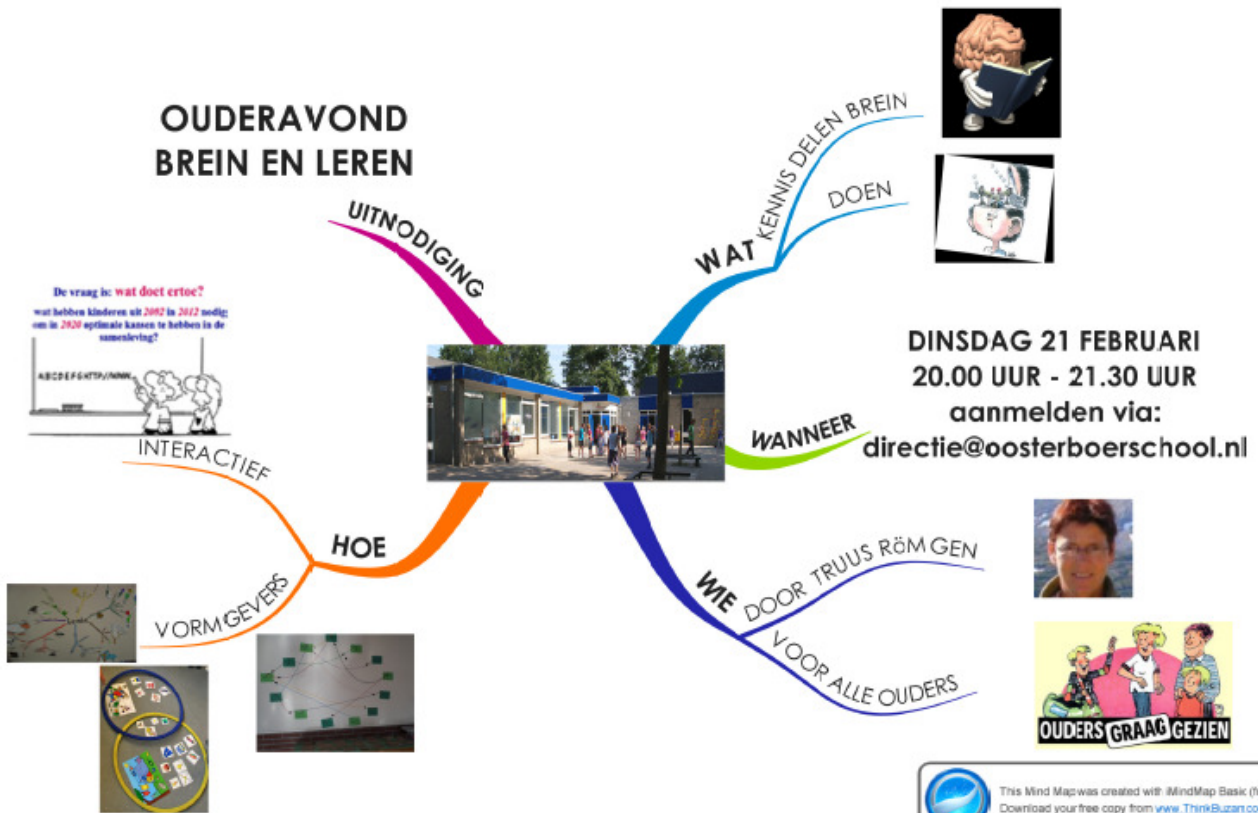 OUDERAVOND
BREIN EN LEREN
UITNODIGING
WAT
KENNIS DELEN BREIN
DOEN
De vraag is: wat doet ertoe?
wat hebben kinderen uit 2002 in 2012 nodig
om in 2020 optimale kansen te hebben in de
samenleving?
ABCDEFGHTTP://WWW.
DINSDAG 21 FEBRUARI
20.00 UUR - 21.30 UUR
aanmelden via:
directie@oosterboerschool.nl
WANNEER
INTERACTIEF
HOE
VORMGEVERS
WIE
DOOR TRUUS RÖMGEN
VOOR ALLE OUDERS
OUDERS GRAAG GEZIEN
This Mind Map was created with iMindMap Basic
Download your free copy from www.ThinkBuzan.co